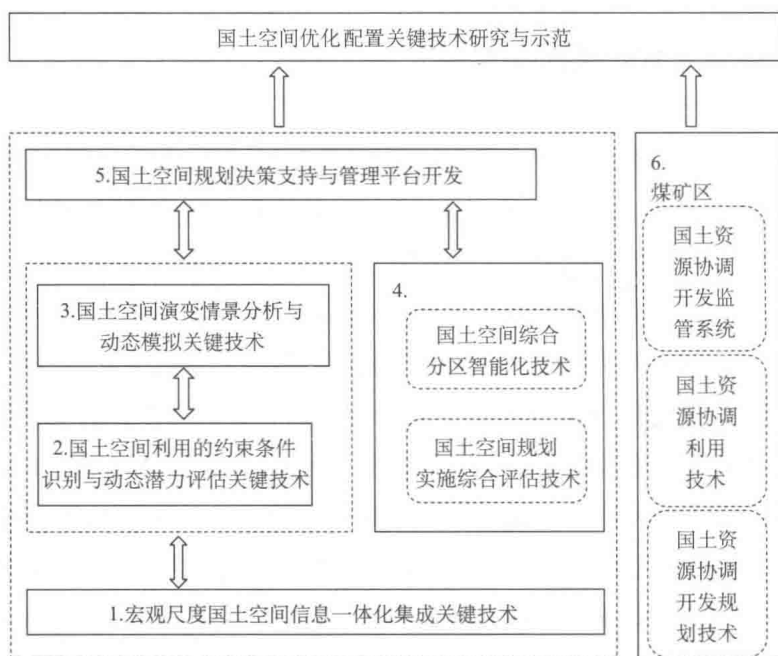 国土空间优化配置关键技术研究与示范
5.国土空间规划决策支持与管理平台开发
3.国土空间演变情景分析与
动态模拟关键技术
2.国土空间利用的约束条件
识别与动态潜力评估关键技术
4.
国土空间综合
分区智能化技术
国土空间规划
实施综合评估技术
1.宏观尺度国土空间信息一体化集成关键技术
6.
煤矿区
国土资
源协调
开发监
管系统
国土资
源协调
利用
技术
国土资
源协调
开发规
划技术